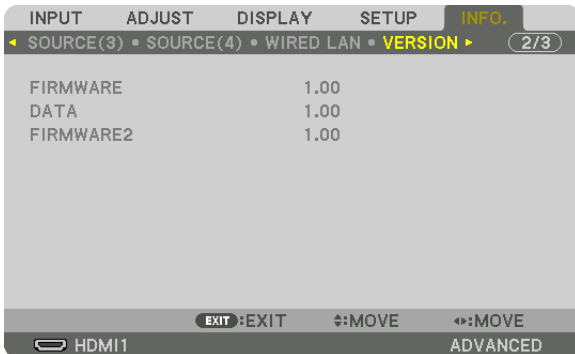 INPUT ADJUST DISPLAY SETUP INFO.
SOURCE(3) • SOURCE(4) • WIRED LAN • VERSION 2/3
FIRMWARE 1.00
DATA 1.00
FIRMWARE2 1.00
EXIT :EXIT :MOVE :MOVE
HDMI1 ADVANCED